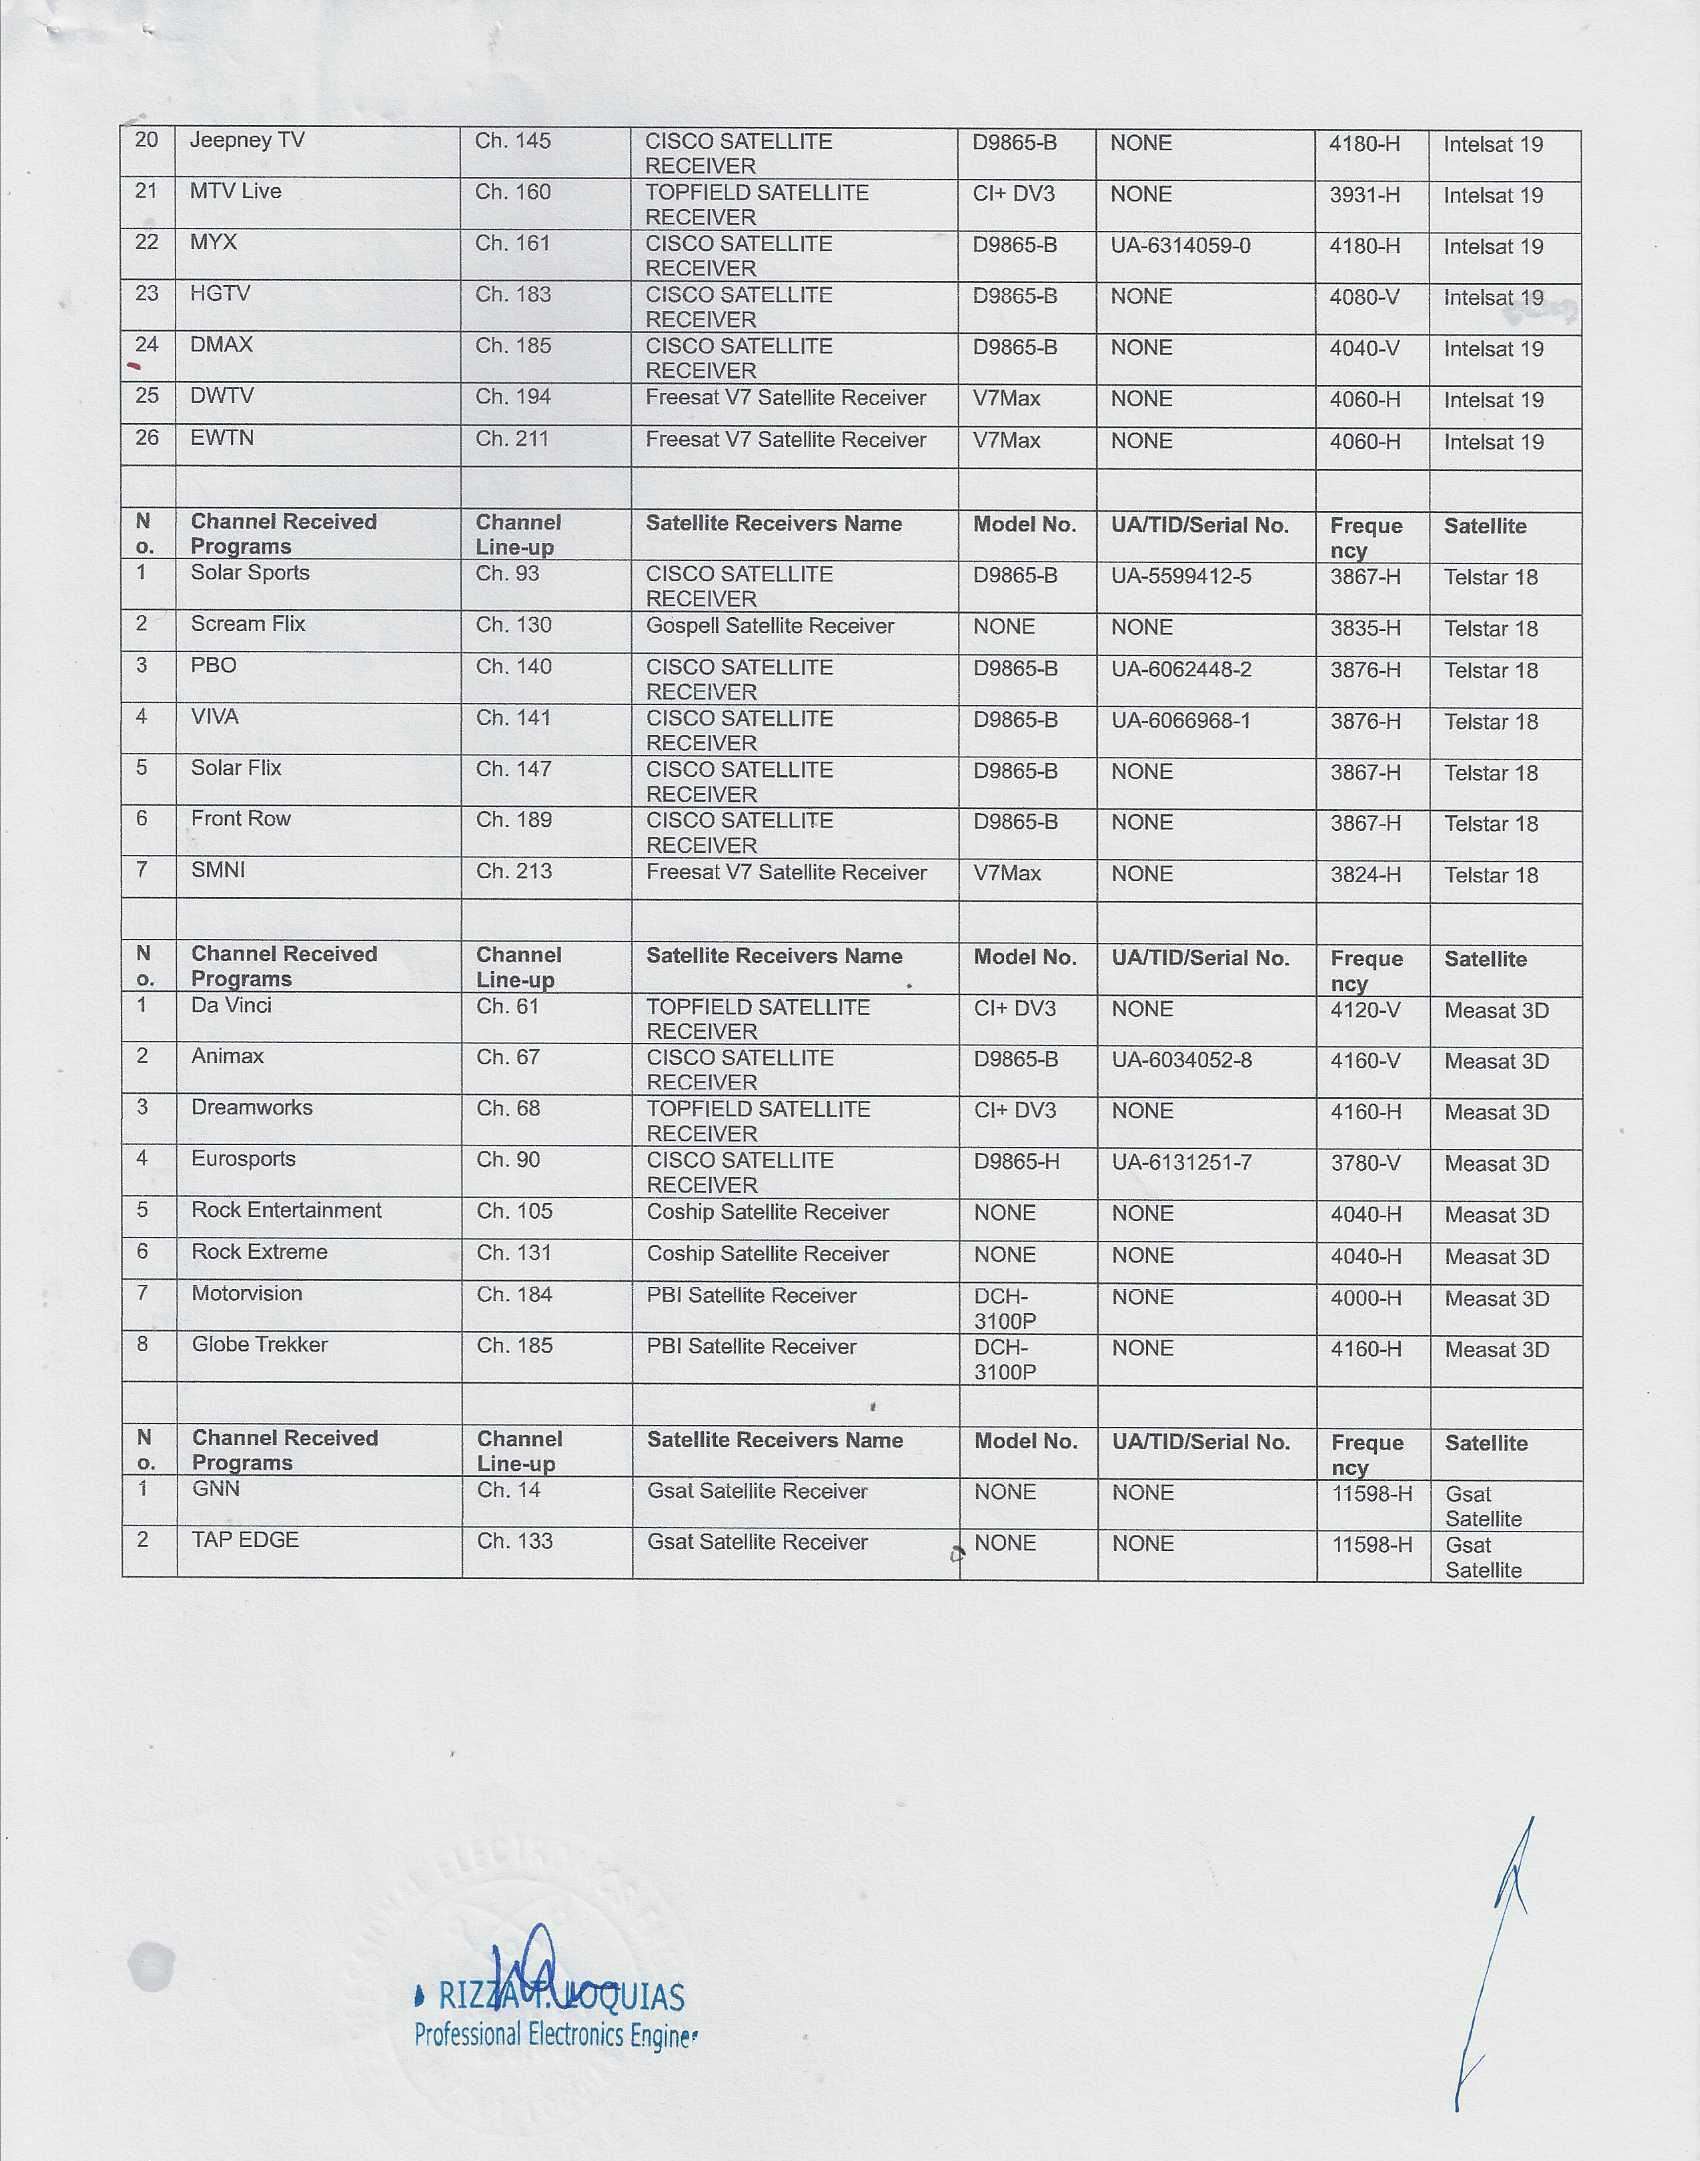 20 Jeepney TV Ch. 145 CISCO SATELLITE RECEIVER D9865-B NONE 4180-H Intelsat 19
21 MTV Live Ch. 160 TOPFIELD SATELLITE RECEIVER CI+ DV3 NONE 3931-H Intelsat 19
22 MYX Ch. 161 CISCO SATELLITE RECEIVER D9865-B UA-6314059-0 4180-H Intelsat 19
23 HGTV Ch. 183 CISCO SATELLITE RECEIVER D9865-B NONE 4080-V Intelsat 19
24 DMAX Ch. 185 CISCO SATELLITE RECEIVER D9865-B NONE 4040-V Intelsat 19
25 DWTV Ch. 194 Freesat V7 Satellite Receiver V7Max NONE 4060-H Intelsat 19
26 EWTN Ch. 211 Freesat V7 Satellite Receiver V7Max NONE 4060-H Intelsat 19
No. Channel Received Programs Channel Line-up Satellite Receivers Name Model No. UA/TID/Serial No. Frequency Satellite
1 Solar Sports Ch. 93 CISCO SATELLITE RECEIVER D9865-B UA-5599412-5 3867-H Telstar 18
2 Scream Flix Ch. 130 Gospell Satellite Receiver NONE NONE 3835-H Telstar 18
3 PBO Ch. 140 CISCO SATELLITE RECEIVER D9865-B UA-6062448-2 3876-H Telstar 18
4 VIVA Ch. 141 CISCO SATELLITE RECEIVER D9865-B UA-6066968-1 3876-H Telstar 18
5 Solar Flix Ch. 147 CISCO SATELLITE RECEIVER D9865-B NONE 3867-H Telstar 18
6 Front Row Ch. 189 CISCO SATELLITE RECEIVER D9865-B NONE 3867-H Telstar 18
7 SMNI Ch. 213 Freesat V7 Satellite Receiver V7Max NONE 3824-H Telstar 18
No. Channel Received Programs Channel Line-up Satellite Receivers Name Model No. UA/TID/Serial No. Frequency Satellite
1 Da Vinci Ch. 61 TOPFIELD SATELLITE RECEIVER CI+ DV3 NONE 4120-V Measat 3D
2 Animax Ch. 67 CISCO SATELLITE RECEIVER D9865-B UA-6034052-8 4160-V Measat 3D
3 Dreamworks Ch. 68 TOPFIELD SATELLITE RECEIVER CI+ DV3 NONE 4160-H Measat 3D
4 Eurosports Ch. 90 CISCO SATELLITE RECEIVER D9865-H UA-6131251-7 3780-V Measat 3D
5 Rock Entertainment Ch. 105 Coship Satellite Receiver NONE NONE 4040-H Measat 3D
6 Rock Extreme Ch. 131 Coship Satellite Receiver NONE NONE 4040-H Measat 3D
7 Motorvision Ch. 184 PBI Satellite Receiver DCH-3100P NONE 4000-H Measat 3D
8 Globe Trekker Ch. 185 PBI Satellite Receiver DCH-3100P NONE 4160-H Measat 3D
No. Channel Received Programs Channel Line-up Satellite Receivers Name Model No. UA/TID/Serial No. Frequency Satellite
1 GNN Ch. 14 Gsat Satellite Receiver NONE NONE 11598-H Gsat Satellite
2 TAP EDGE Ch. 133 Gsat Satellite Receiver NONE NONE 11598-H Gsat Satellite
RIZZA T. LOQUIAS
Professional Electronics Engineer